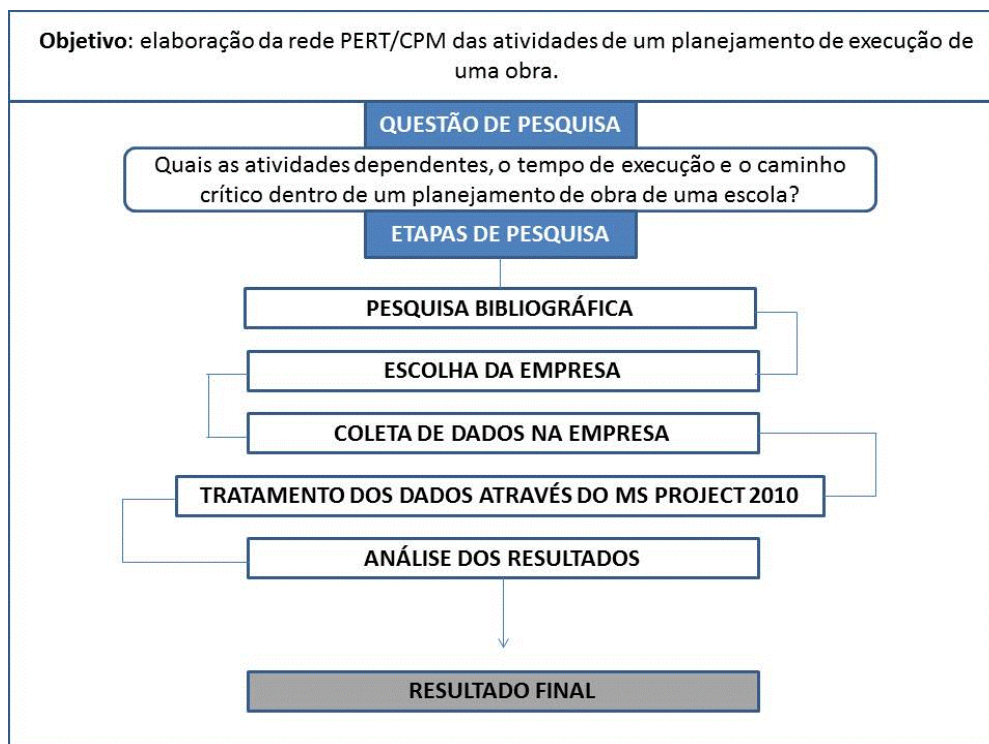 Objetivo: elaboração da rede PERT/CPM das atividades de um planejamento de execução de
uma obra.
QUESTÃO DE PESQUISA
Quais as atividades dependentes, o tempo de execução e o caminho
crítico dentro de um planejamento de obra de uma escola?
ETAPAS DE PESQUISA
PESQUISA BIBLIOGRÁFICA
ESCOLHA DA EMPRESA
COLETA DE DADOS NA EMPRESA
TRATAMENTO DOS DADOS ATRAVÉS DO MS PROJECT 2010
ANÁLISE DOS RESULTADOS
RESULTADO FINAL